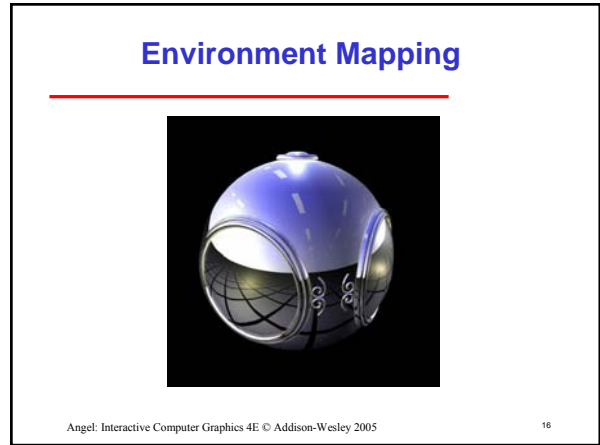 Environment Mapping
Angel: Interactive Computer Graphics 4E © Addison-Wesley 2005
16